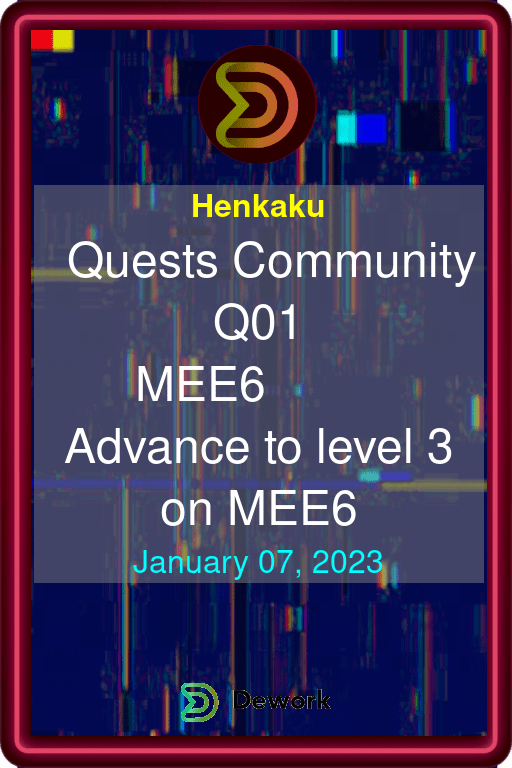 Henkaku
Quests Community
Q01
MEE6
Advance to level 3
on MEE6
January 07, 2023
Dework